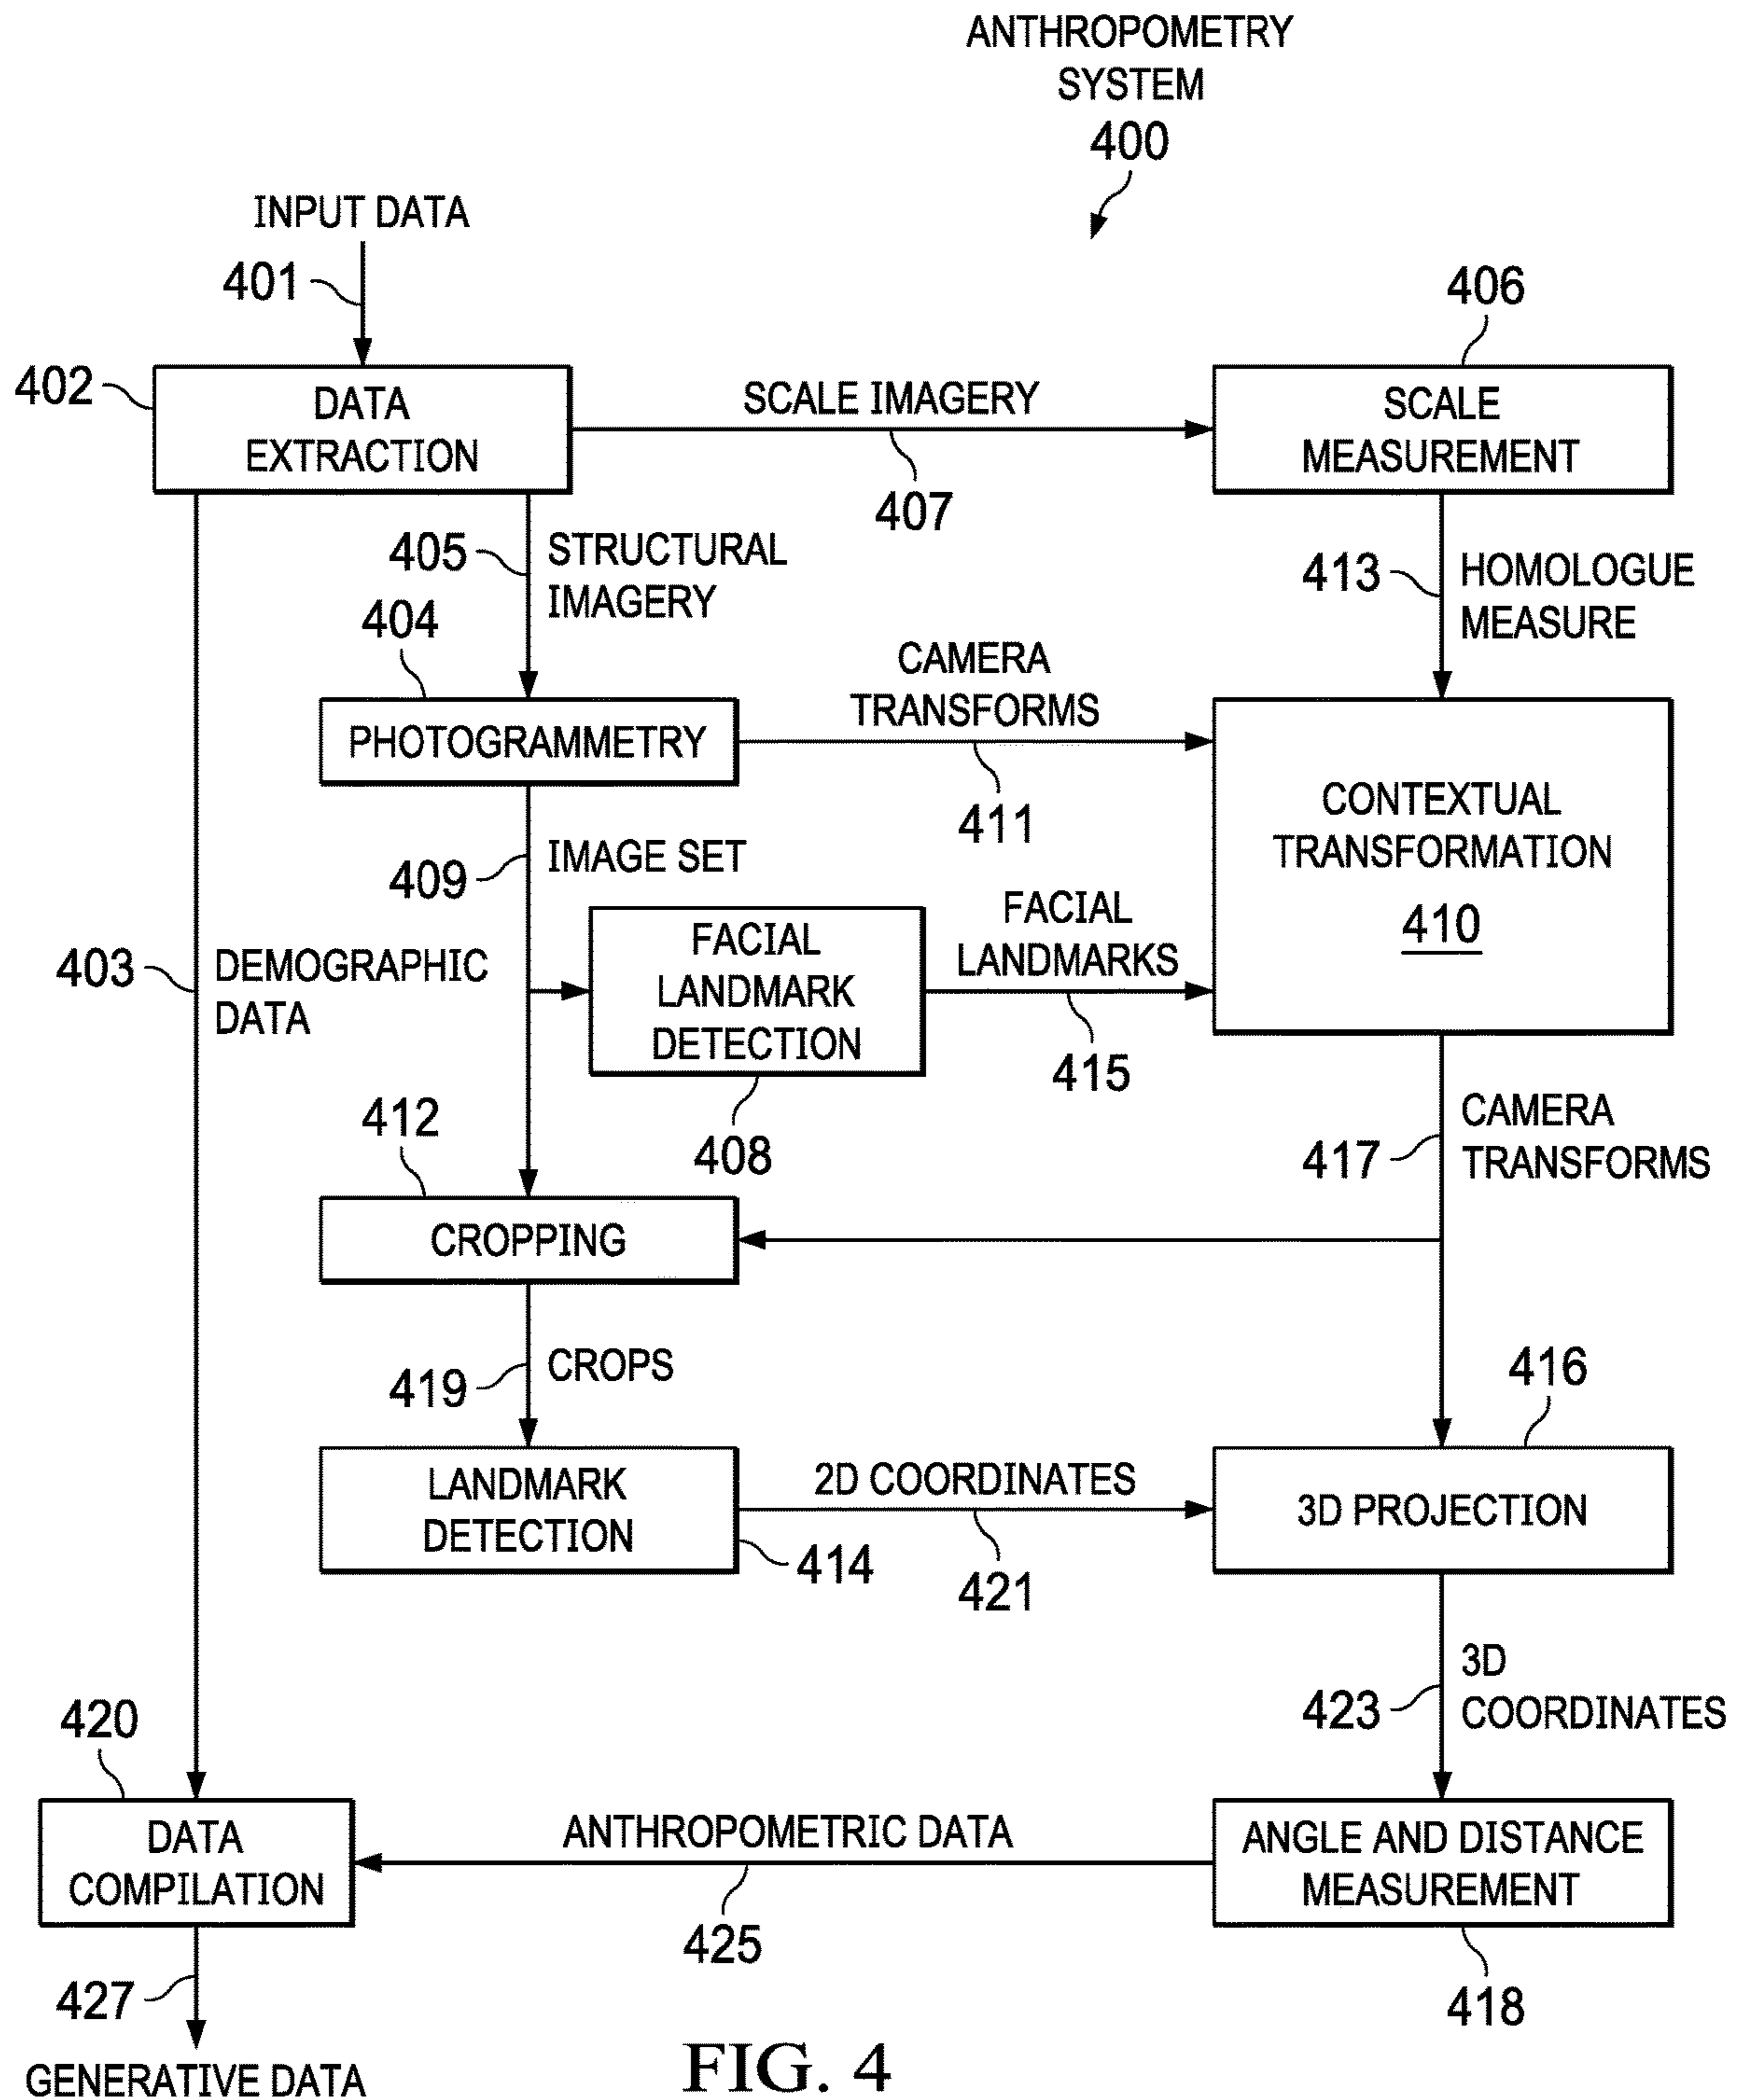 ANTHROPOMETRY
SYSTEM
400
INPUT DATA
401
406
402
DATA
EXTRACTION
SCALE IMAGERY
407
SCALE
MEASUREMENT
405
STRUCTURAL
IMAGERY
413
HOMOLOGUE
MEASURE
404
PHOTOGRAMMETRY
CAMERA
TRANSFORMS
411
CONTEXTUAL
TRANSFORMATION
410
409
IMAGE SET
403
DEMOGRAPHIC
DATA
FACIAL
LANDMARK
DETECTION
408
FACIAL
LANDMARKS
415
412
CROPPING
417
CAMERA
TRANSFORMS
419
CROPS
416
LANDMARK
DETECTION
414
2D COORDINATES
421
3D PROJECTION
423
3D
COORDINATES
420
DATA
COMPILATION
ANTHROPOMETRIC DATA
425
ANGLE AND DISTANCE
MEASUREMENT
418
427
GENERATIVE DATA
FIG. 4